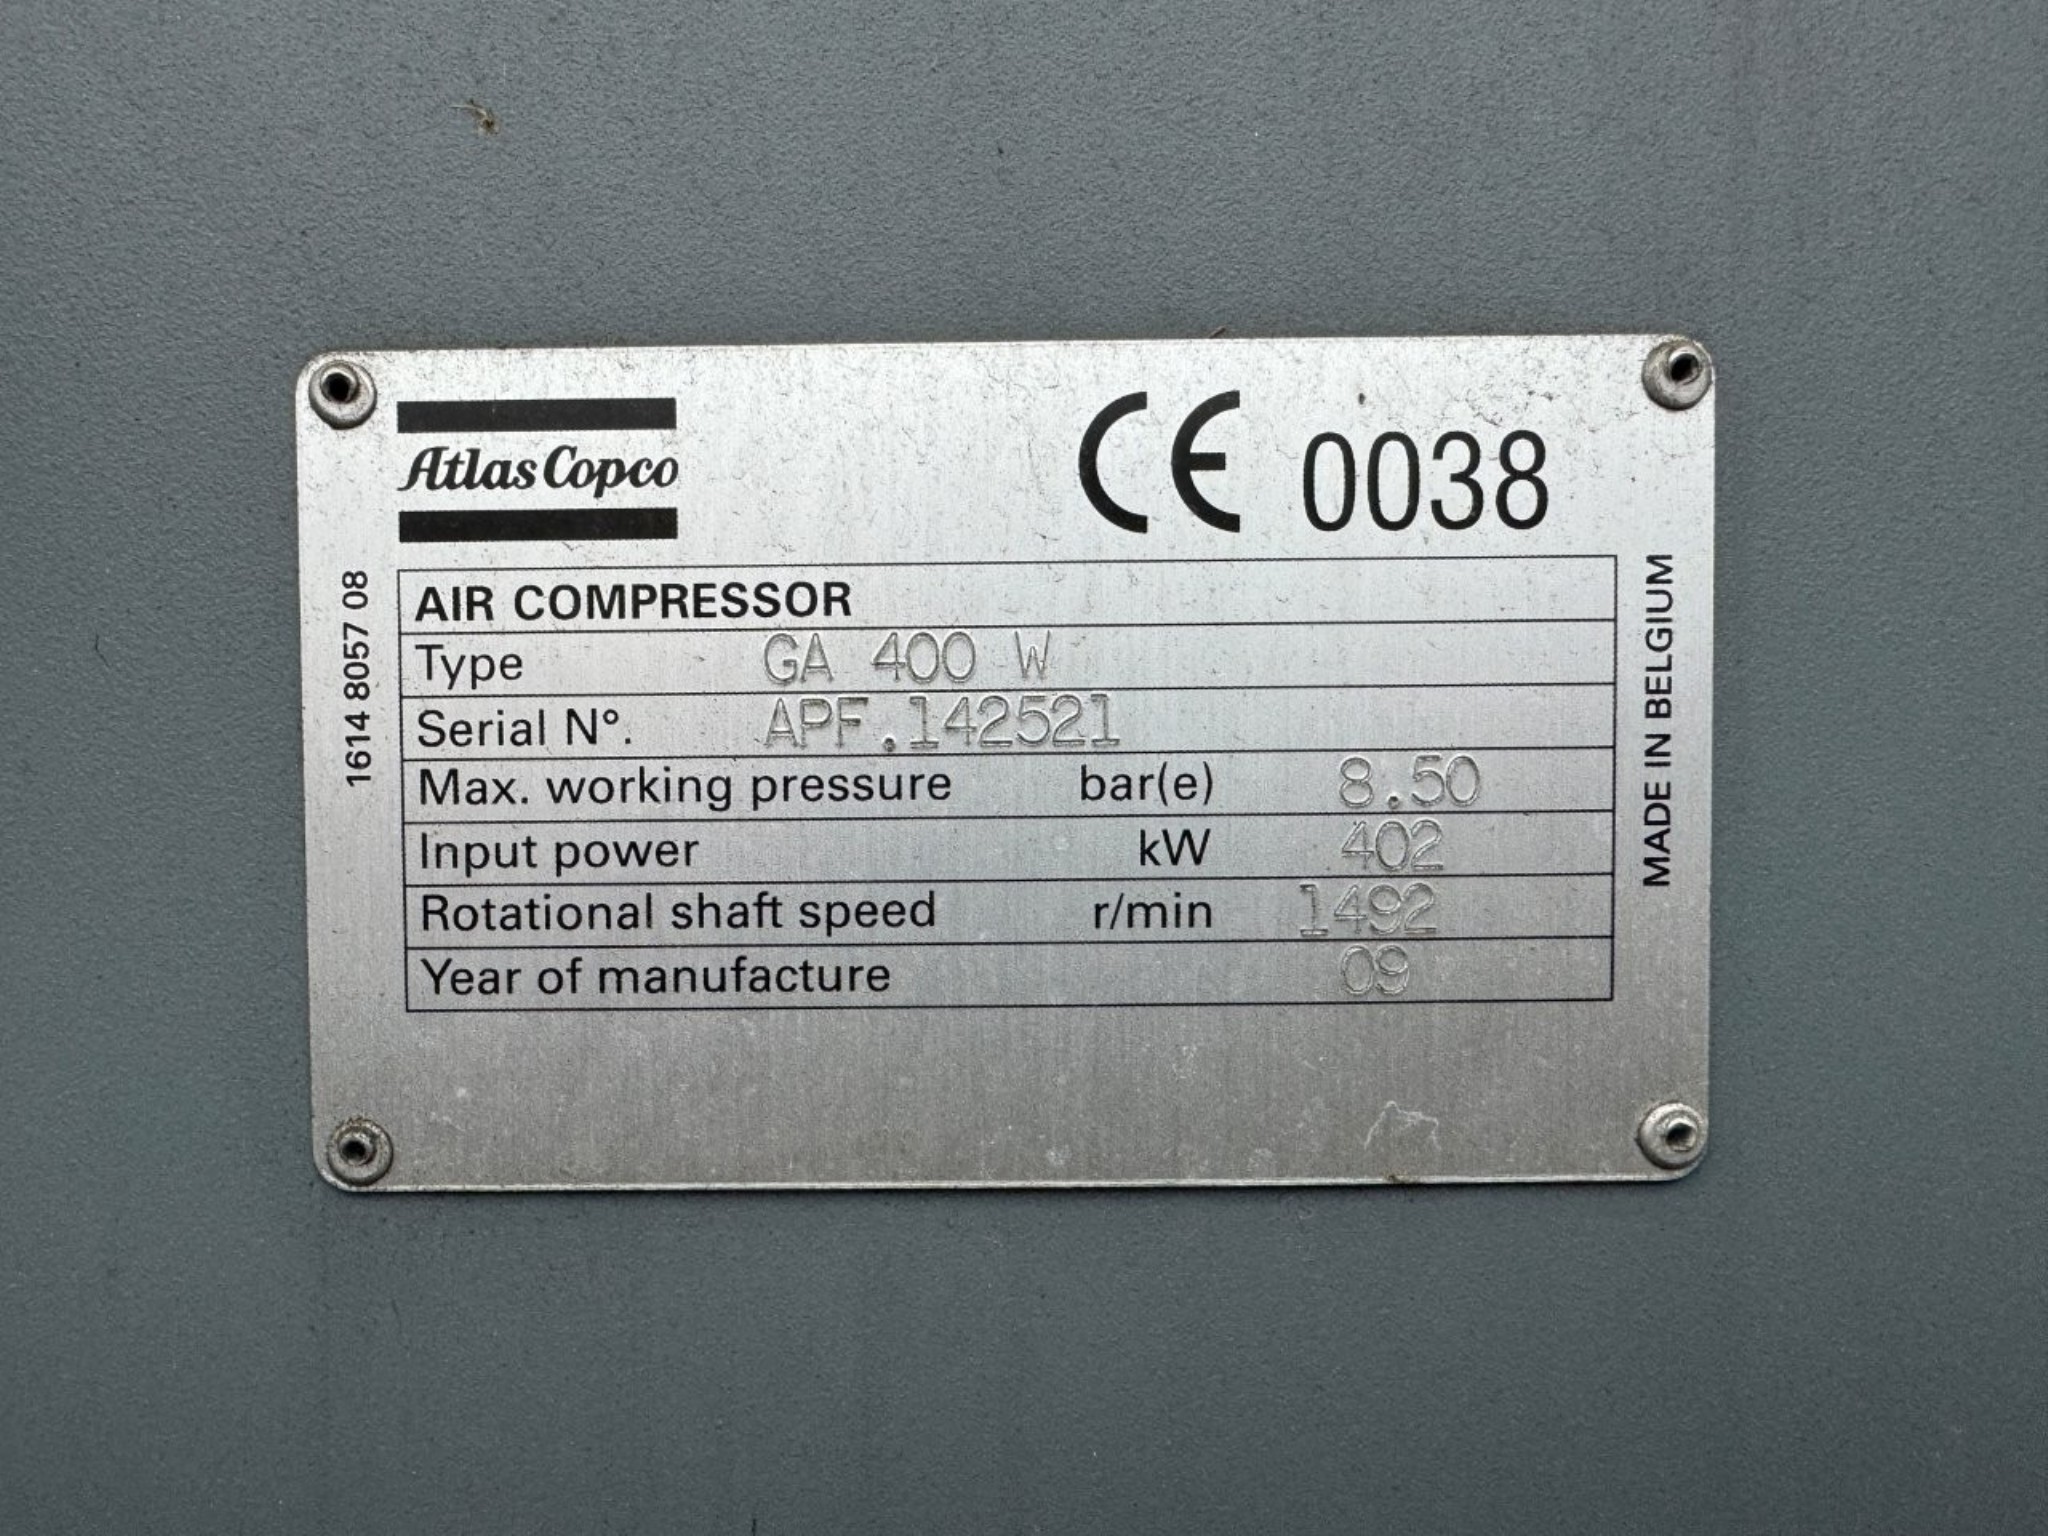 Atlas Copco
CE 0038
AIR COMPRESSOR
Type GA 400 W
Serial N°. APF.142521
Max. working pressure bar(e) 8.50
Input power kW 402
Rotational shaft speed r/min 1492
Year of manufacture 09
1614 8057 08
MADE IN BELGIUM